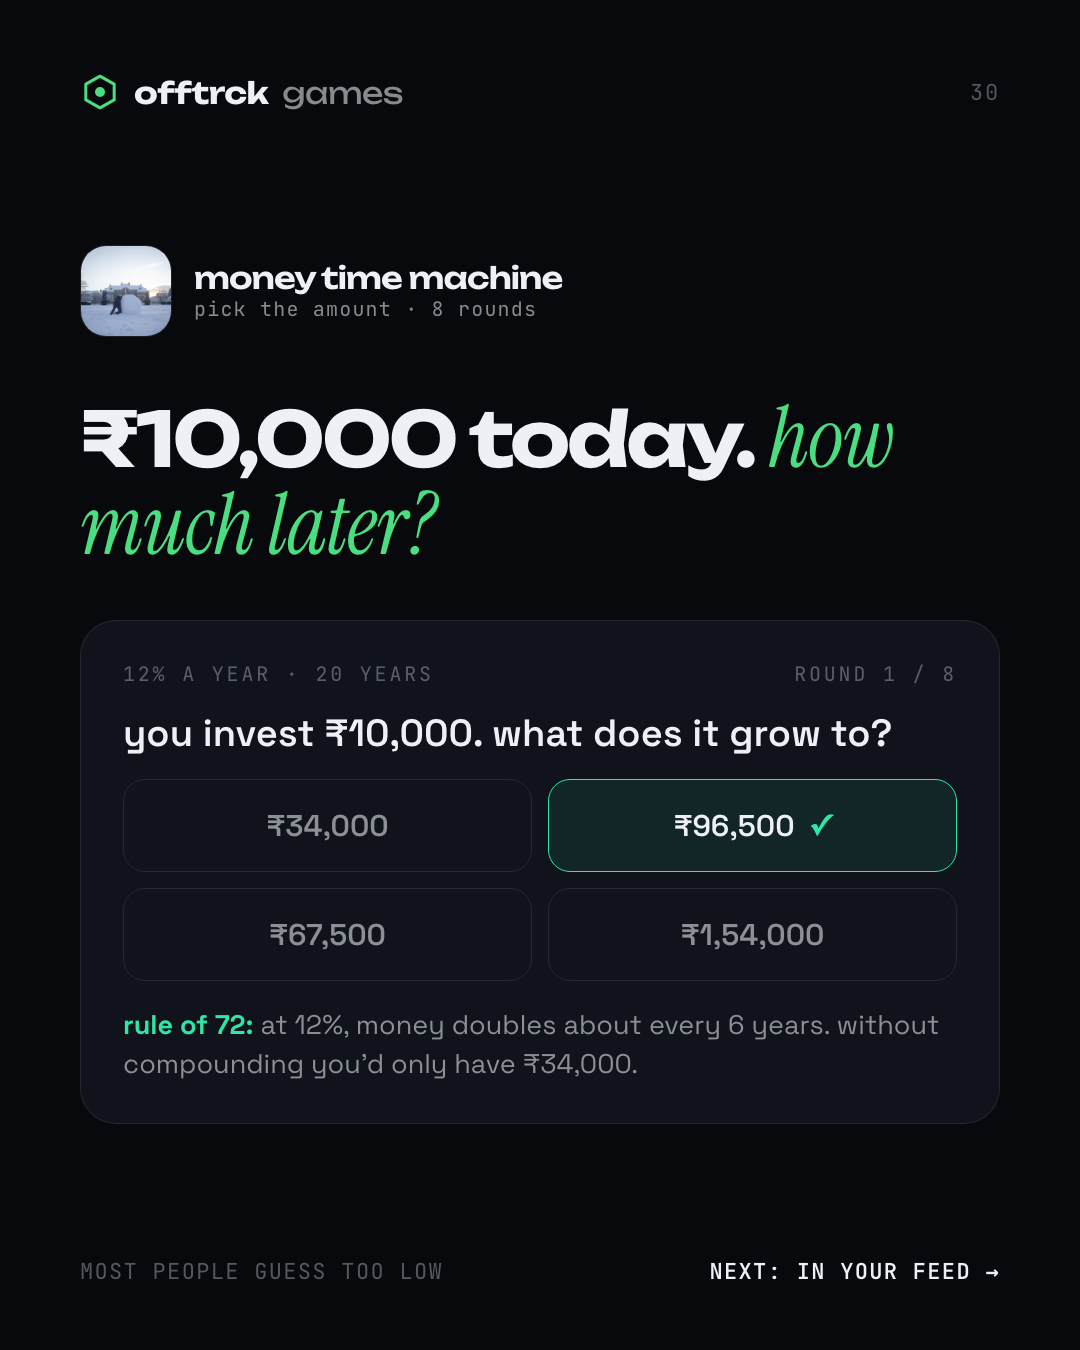 offtrck games
30
money time machine
pick the amount · 8 rounds
₹10,000 today. how
much later?
12% A YEAR · 20 YEARS
ROUND 1 / 8
you invest ₹10,000. what does it grow to?
₹34,000
₹96,500 ✓
₹67,500
₹1,54,000
rule of 72: at 12%, money doubles about every 6 years. without
compounding you’d only have ₹34,000.
MOST PEOPLE GUESS TOO LOW
NEXT: IN YOUR FEED →